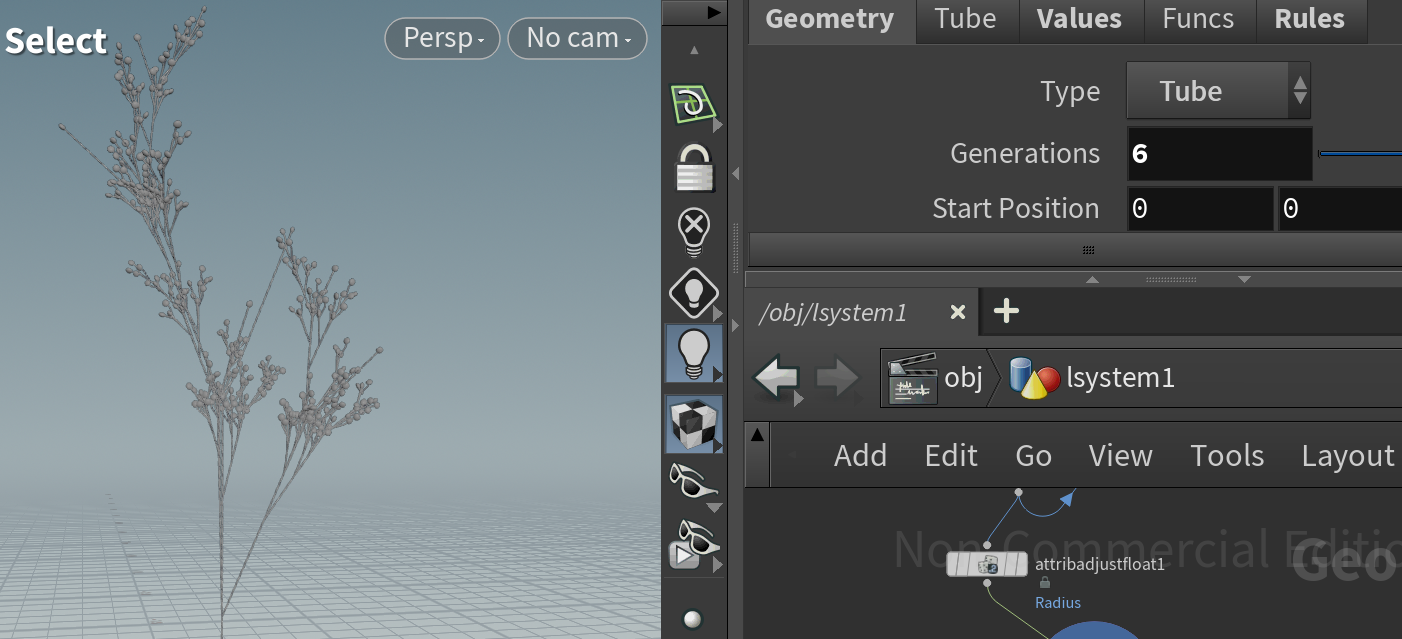 Select
Persp
No cam
Geometry
Tube
Values
Funcs
Rules
Type
Tube
Generations
6
Start Position
0
0
/obj/lsystem1
obj
lsystem1
Add
Edit
Go
View
Tools
Layout
Non-Commercial Editio
Geo
attribadjustfloat1
Radius